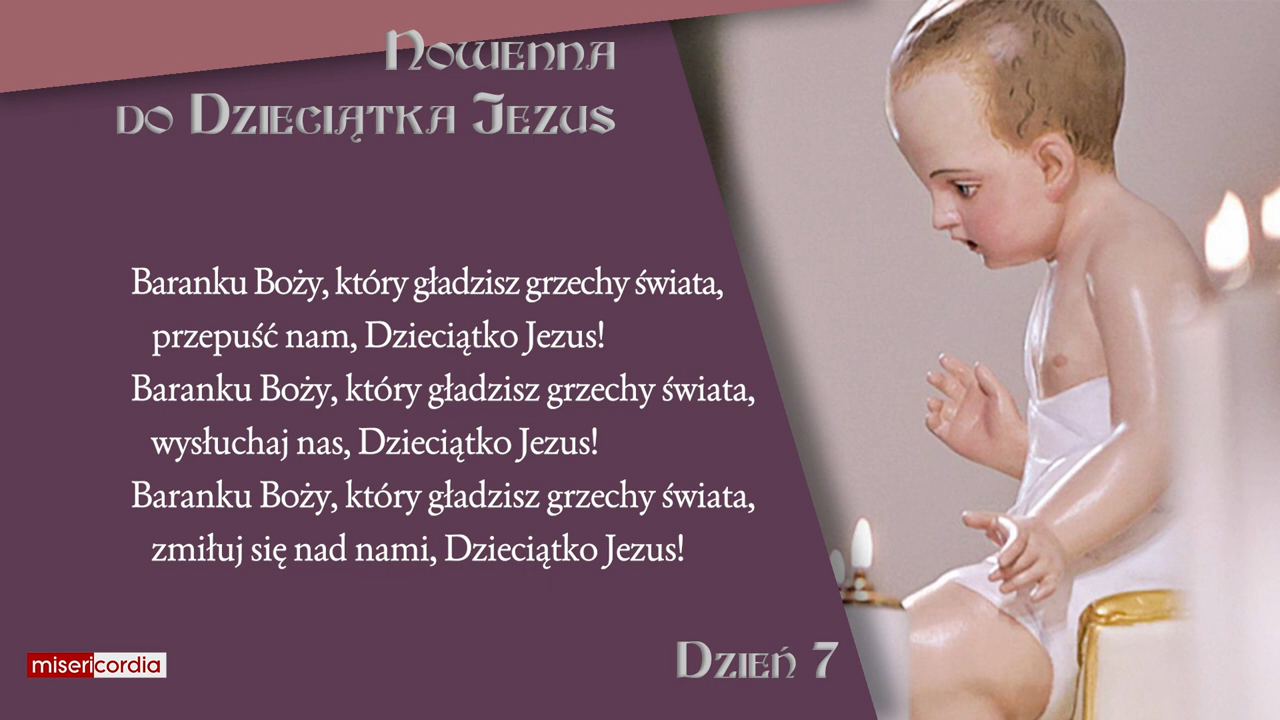 Nowenna
do Dzieciątka Jezus
Baranku Boży, który gładzisz grzechy świata,
przepuść nam, Dzieciątko Jezus!
Baranku Boży, który gładzisz grzechy świata,
wysłuchaj nas, Dzieciątko Jezus!
Baranku Boży, który gładzisz grzechy świata,
zmiłuj się nad nami, Dzieciątko Jezus!
misericordia
Dzień 7